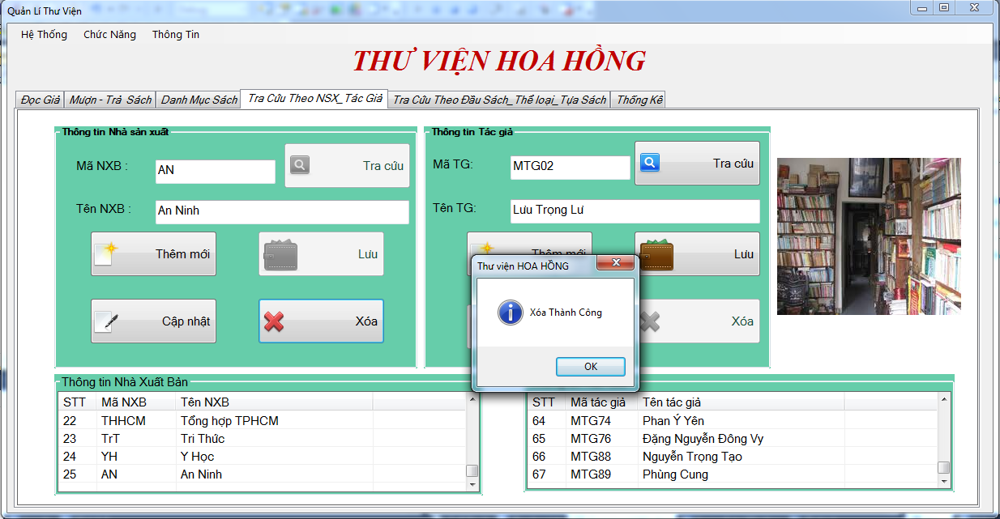 Quản Lí Thư Viện
Hệ Thống Chức Năng Thông Tin
THƯ VIỆN HOA HỒNG
Đọc Giả Mượn - Trả Sách Danh Mục Sách Tra Cứu Theo NSX_Tác Giả Tra Cứu Theo Đầu Sách_Thể loại_Tựa Sách Thống Kê
Thông tin Nhà sản xuất
Mã NXB : AN Tra cứu
Tên NXB : An Ninh
Thêm mới Lưu
Cập nhật Xóa
Thông tin Tác giả
Mã TG: MTG02 Tra cứu
Tên TG: Lưu Trọng Lư
Thêm mới Lưu
Xóa
Thư viện HOA HỒNG
Xóa Thành Công
OK
Thông tin Nhà Xuất Bản
STT Mã NXB Tên NXB
22 THHCM Tổng hợp TPHCM
23 TrT Tri Thức
24 YH Y Học
25 AN An Ninh
STT Mã tác giả Tên tác giả
64 MTG74 Phan Ý Yên
65 MTG76 Đặng Nguyễn Đông Vy
66 MTG88 Nguyễn Trọng Tạo
67 MTG89 Phùng Cung